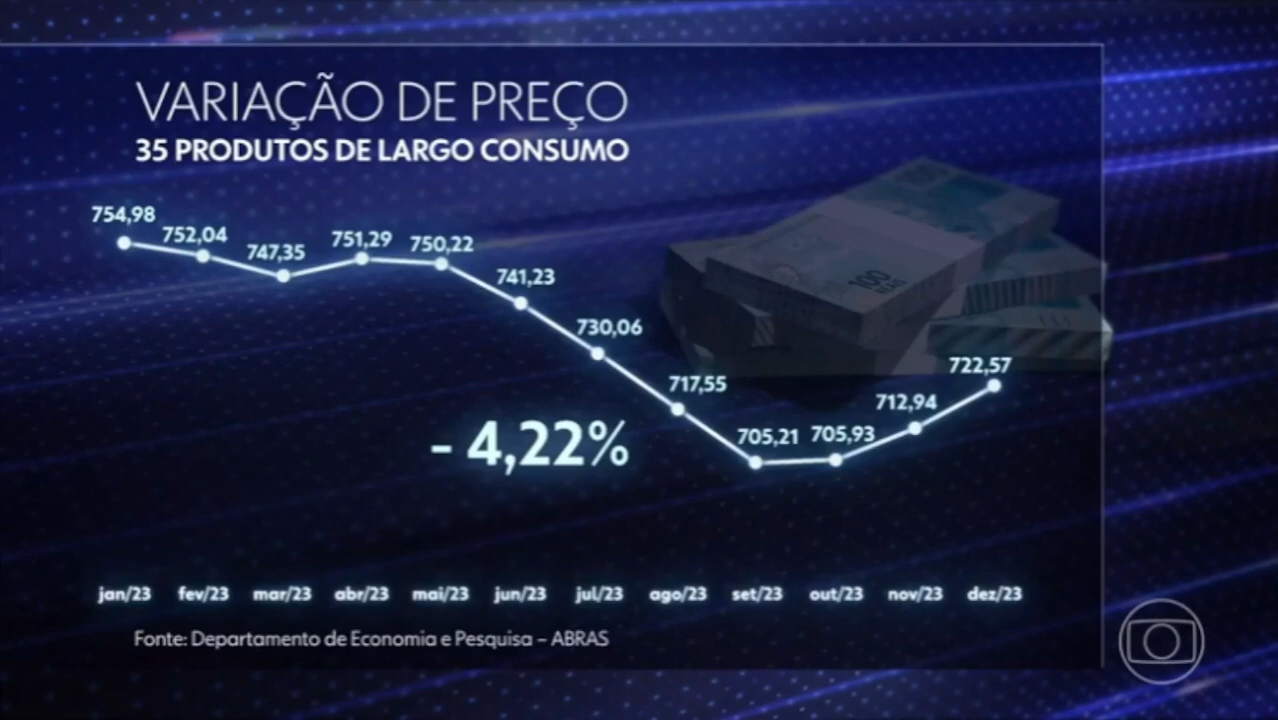 VARIAÇÃO DE PREÇO
35 PRODUTOS DE LARGO CONSUMO
754,98
752,04
747,35
751,29
750,22
741,23
730,06
717,55
705,21
705,93
712,94
722,57
- 4,22%
100
REAIS
jan/23 fev/23 mar/23 abr/23 mai/23 jun/23 jul/23 ago/23 set/23 out/23 nov/23 dez/23
Fonte: Departamento de Economia e Pesquisa – ABRAS